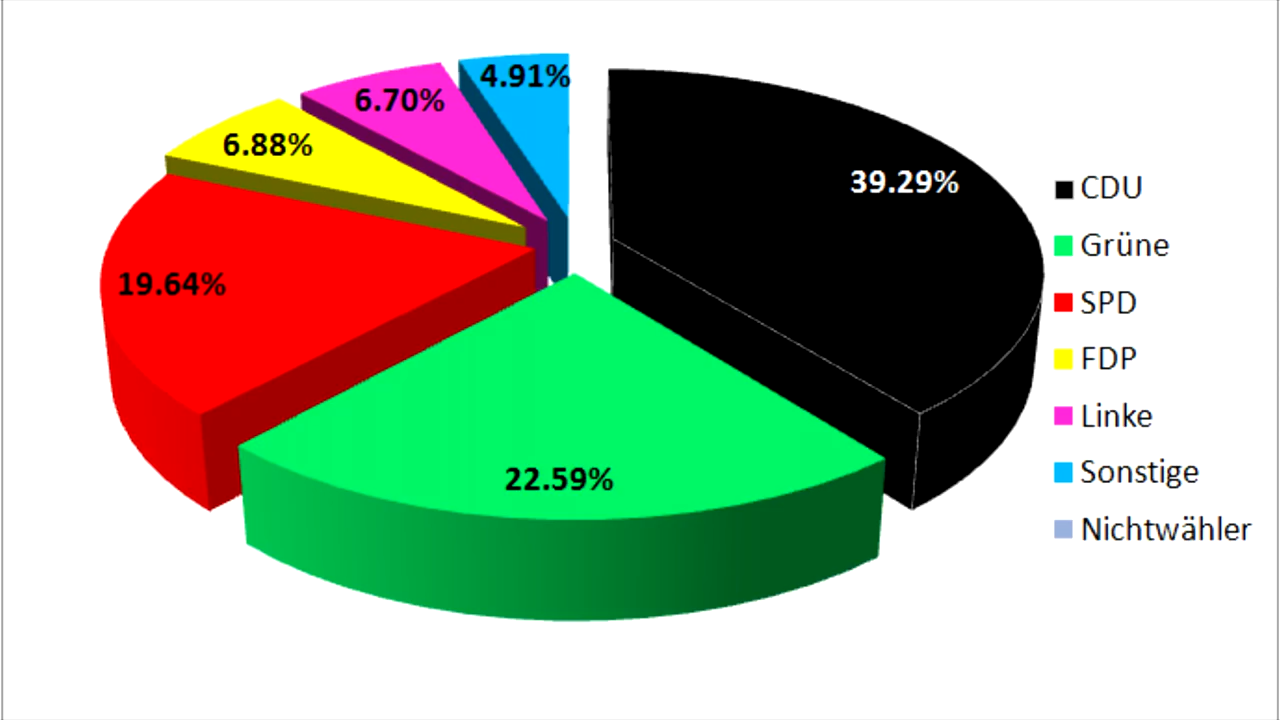 4.91%
6.70%
6.88%
39.29%
19.64%
22.59%
CDU
Grüne
SPD
FDP
Linke
Sonstige
Nichtwähler